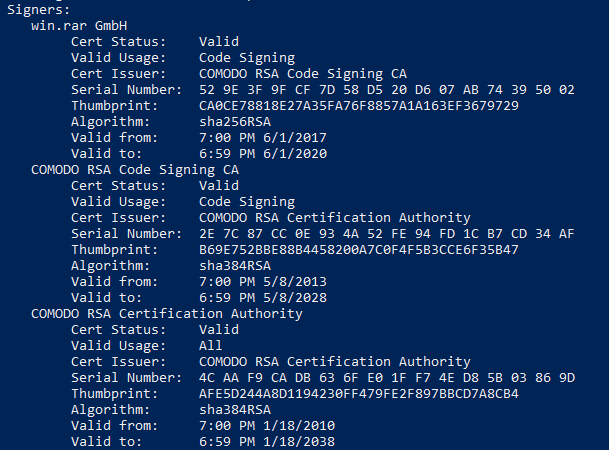 Signers:
win.rar GmbH
Cert Status: Valid
Valid Usage: Code Signing
Cert Issuer: COMODO RSA Code Signing CA
Serial Number: 52 9E 3F 9F CF 7D 58 D5 20 D6 07 AB 74 39 50 02
Thumbprint: CA0CE78818E27A35FA76F8857A1A163EF3679729
Algorithm: sha256RSA
Valid from: 7:00 PM 6/1/2017
Valid to: 6:59 PM 6/1/2020
COMODO RSA Code Signing CA
Cert Status: Valid
Valid Usage: Code Signing
Cert Issuer: COMODO RSA Certification Authority
Serial Number: 2E 7C 87 CC 0E 93 4A 52 FE 94 FD 1C B7 CD 34 AF
Thumbprint: B69E752BBE88B4458200A7C0F4F5B3CCE6F35B47
Algorithm: sha384RSA
Valid from: 7:00 PM 5/8/2013
Valid to: 6:59 PM 5/8/2028
COMODO RSA Certification Authority
Cert Status: Valid
Valid Usage: All
Cert Issuer: COMODO RSA Certification Authority
Serial Number: 4C AA F9 CA DB 63 6F E0 1F F7 4E D8 5B 03 86 9D
Thumbprint: AFE5D244A8D1194230FF479FE2F897BBCD7A8CB4
Algorithm: sha384RSA
Valid from: 7:00 PM 1/18/2010
Valid to: 6:59 PM 1/18/2038